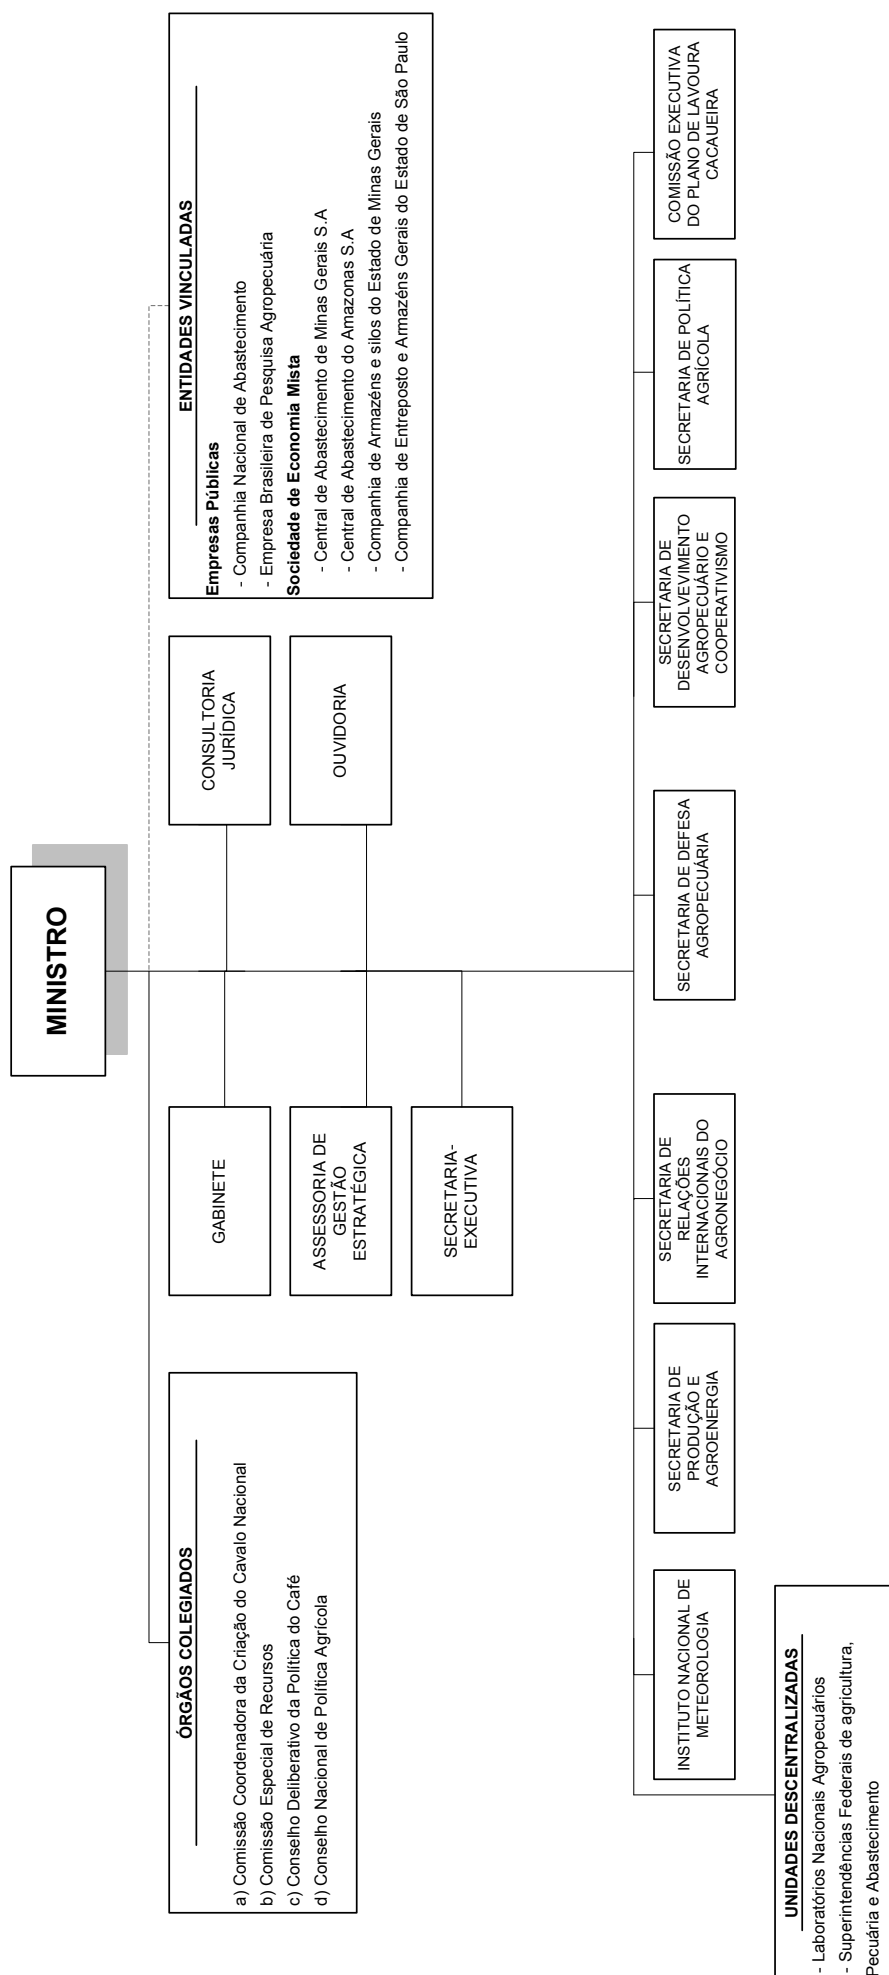 MINISTRO
ÓRGÃOS COLEGIADOS
a) Comissão Coordenadora da Criação do Cavalo Nacional
b) Comissão Especial de Recursos
c) Conselho Deliberativo da Política do Café
d) Conselho Nacional de Política Agrícola
GABINETE
ASSESSORIA DE
GESTÃO
ESTRATÉGICA
SECRETARIA-
EXECUTIVA
CONSULTORIA
JURÍDICA
OUVIDORIA
ENTIDADES VINCULADAS
Empresas Públicas
- Companhia Nacional de Abastecimento
- Empresa Brasileira de Pesquisa Agropecuária
Sociedade de Economia Mista
- Central de Abastecimento de Minas Gerais S.A
- Central de Abastecimento do Amazonas S.A
- Companhia de Armazéns e silos do Estado de Minas Gerais
- Companhia de Entreposto e Armazéns Gerais do Estado de São Paulo
INSTITUTO NACIONAL DE
METEOROLOGIA
SECRETARIA DE
PRODUÇÃO E
AGROENERGIA
SECRETARIA DE
RELAÇÕES
INTERNACIONAIS DO
AGRONEGÓCIO
SECRETARIA DE DEFESA
AGROPECUÁRIA
SECRETARIA DE
DESENVOLVEVIMENTO
AGROPECUÁRIO E
COOPERATIVISMO
SECRETARIA DE POLÍTICA
AGRÍCOLA
COMISSÃO EXECUTIVA
DO PLANO DE LAVOURA
CACAUEIRA
UNIDADES DESCENTRALIZADAS
- Laboratórios Nacionais Agropecuários
- Superintendências Federais de agricultura,
Pecuária e Abastecimento